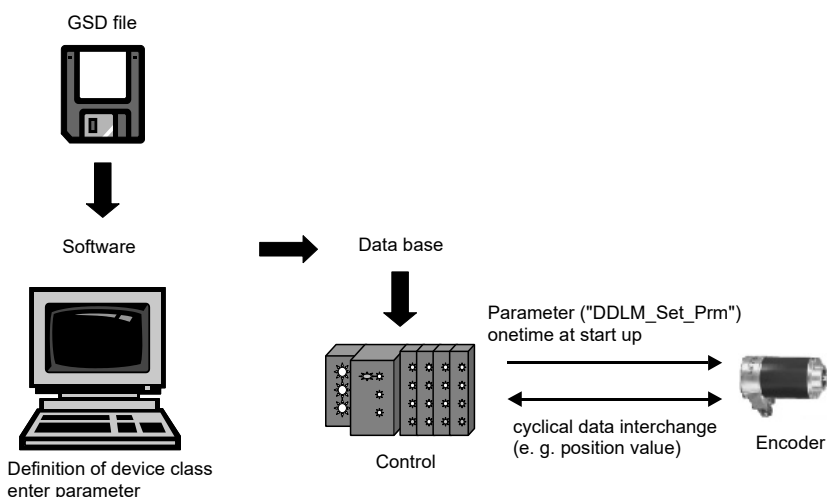 GSD file
Software
Data base
Parameter ("DDLM_Set_Prm")
onetime at start up
cyclical data interchange
(e. g. position value)
Encoder
Control
Definition of device class
enter parameter